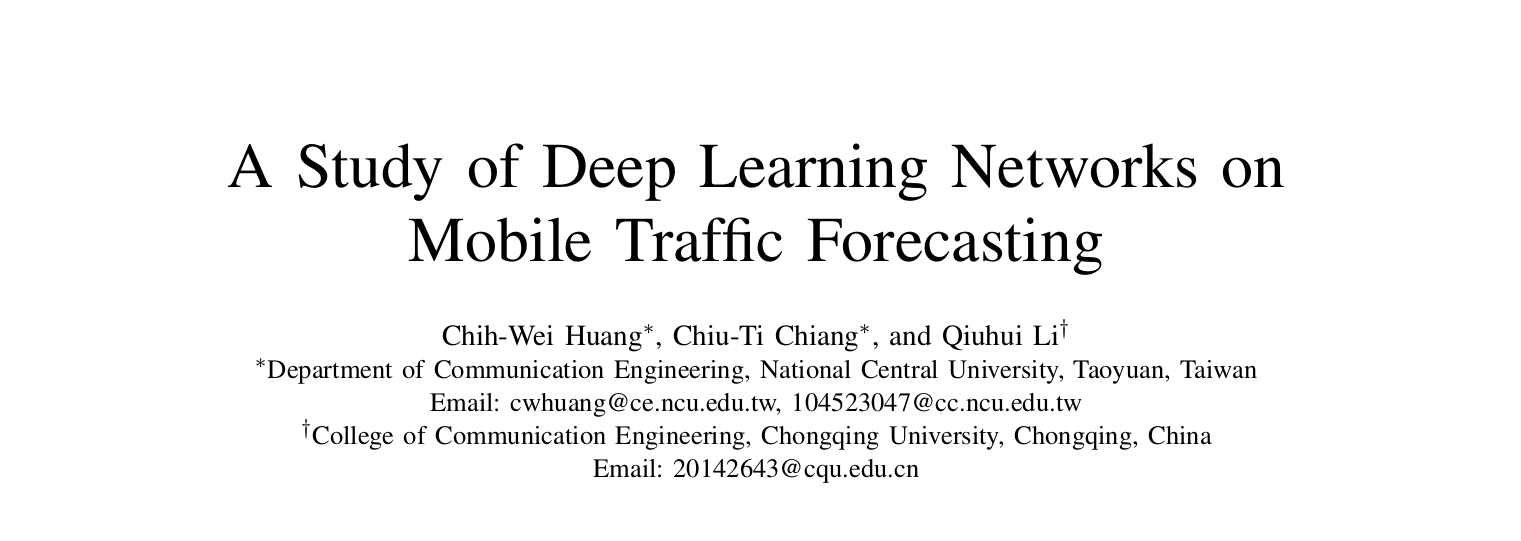 A Study of Deep Learning Networks on
Mobile Traffic Forecasting
Chih-Wei Huang*, Chiu-Ti Chiang*, and Qiuhui Li†
*Department of Communication Engineering, National Central University, Taoyuan, Taiwan
Email: cwhuang@ce.ncu.edu.tw, 104523047@cc.ncu.edu.tw
†College of Communication Engineering, Chongqing University, Chongqing, China
Email: 20142643@cqu.edu.cn